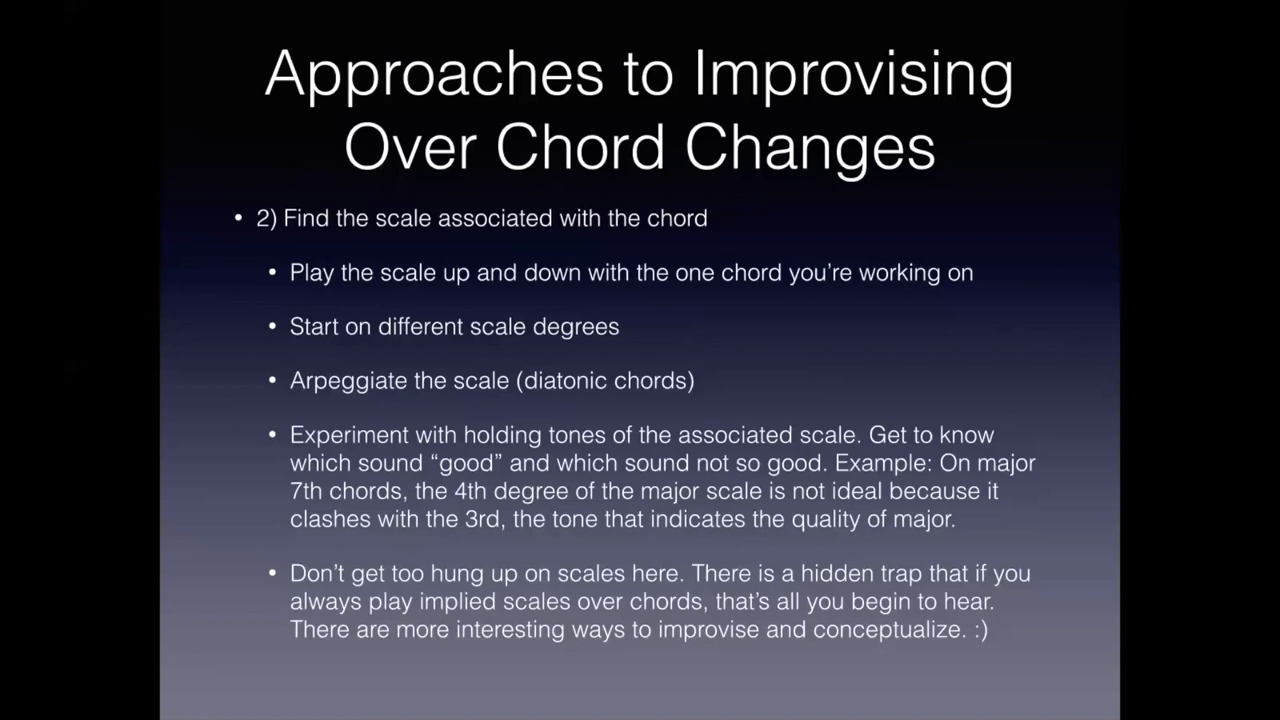 Approaches to Improvising
Over Chord Changes
• 2) Find the scale associated with the chord
• Play the scale up and down with the one chord you’re working on
• Start on different scale degrees
• Arpeggiate the scale (diatonic chords)
• Experiment with holding tones of the associated scale. Get to know
which sound “good” and which sound not so good. Example: On major
7th chords, the 4th degree of the major scale is not ideal because it
clashes with the 3rd, the tone that indicates the quality of major.
• Don’t get too hung up on scales here. There is a hidden trap that if you
always play implied scales over chords, that’s all you begin to hear.
There are more interesting ways to improvise and conceptualize. :)